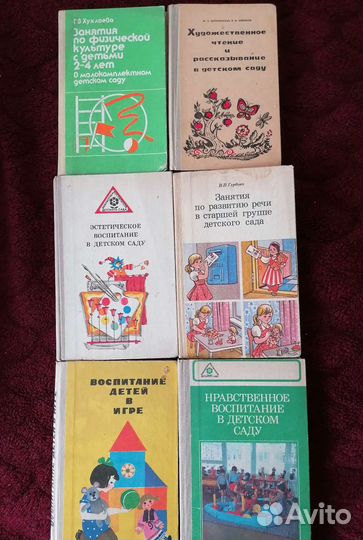 Г.В.Хухлаева
Занятия
по физической
культуре
с детьми
2-4 лет
в малокомплектном
детском саду
Художественное
чтение
и
рассказывание
в детском саду
ЭСТЕТИЧЕСКОЕ
ВОСПИТАНИЕ
В ДЕТСКОМ САДУ
В.В.Гербова
Занятия
по развитию речи
в старшей группе
детского сада
ВОСПИТАНИЕ
ДЕТЕЙ
В
ИГРЕ
НРАВСТВЕННОЕ
ВОСПИТАНИЕ
В ДЕТСКОМ
САДУ
Avito